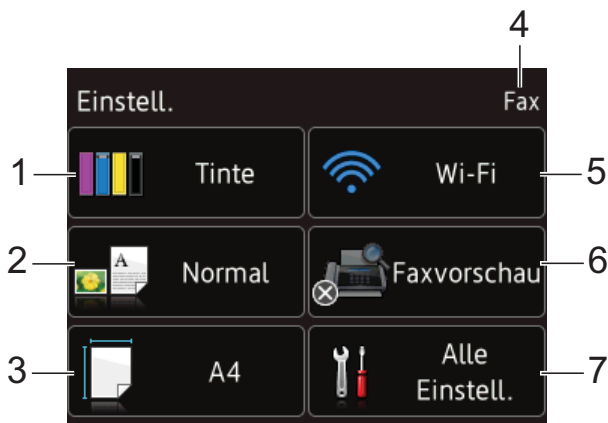 4
Einstell. Fax
1 Tinte Wi-Fi 5
2 A Normal Faxvorschau 6
3 A4 Alle Einstell. 7